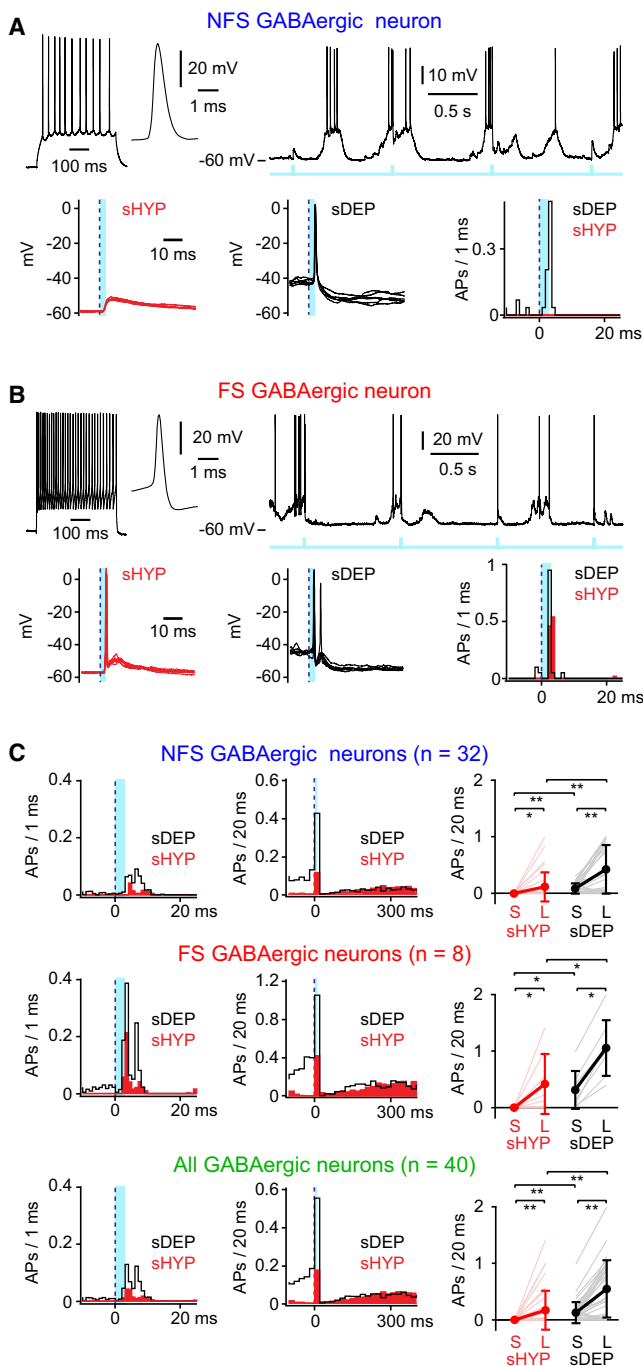 A
NFS GABAergic neuron
20 mV
1 ms
100 ms
10 mV
0.5 s
-60 mV
sHYP
0
-20
-40
-60
mV
10 ms
sDEP
0
-20
-40
-60
mV
sDEP
sHYP
0.3
0
APs / 1 ms
0
20 ms
B
FS GABAergic neuron
20 mV
1 ms
100 ms
20 mV
0.5 s
-60 mV
sHYP
0
-20
-40
-60
mV
10 ms
sDEP
0
-20
-40
-60
mV
sDEP
sHYP
1
0.5
0
APs / 1 ms
0
20 ms
C
NFS GABAergic neurons (n = 32)
0.4
0.2
0
APs / 1 ms
sDEP
sHYP
0
20 ms
0.6
0.4
0.2
0
APs / 20 ms
sDEP
sHYP
0
300 ms
2
1
0
APs / 20 ms
**
**
*
**
S L S L
sHYP sDEP
FS GABAergic neurons (n = 8)
0.4
0.2
0
APs / 1 ms
sDEP
sHYP
0
20 ms
1.2
0.8
0.4
0
APs / 20 ms
sDEP
sHYP
0
300 ms
2
1
0
APs / 20 ms
*
*
*
*
S L S L
sHYP sDEP
All GABAergic neurons (n = 40)
0.4
0.2
0
APs / 1 ms
sDEP
sHYP
0
20 ms
0.6
0.4
0.2
0
APs / 20 ms
sDEP
sHYP
0
300 ms
2
1
0
APs / 20 ms
**
**
**
**
S L S L
sHYP sDEP